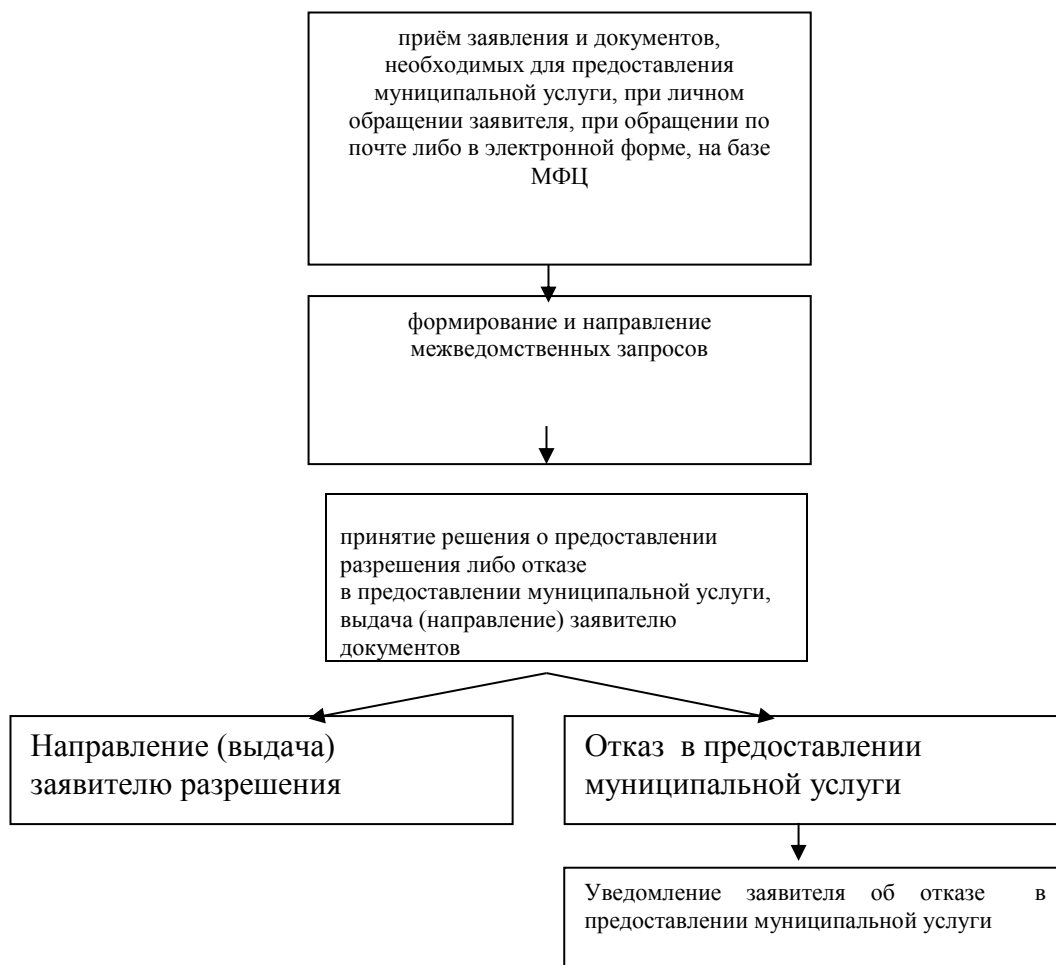 приём заявления и документов,
необходимых для предоставления
муниципальной услуги, при личном
обращении заявителя, при обращении по
почте либо в электронной форме, на базе
МФЦ
формирование и направление
межведомственных запросов
принятие решения о предоставлении
разрешения либо отказе
в предоставлении муниципальной услуги,
выдача (направление) заявителю
документов
Направление (выдача)
заявителю разрешения
Отказ в предоставлении
муниципальной услуги
Уведомление заявителя об отказе в
предоставлении муниципальной услуги